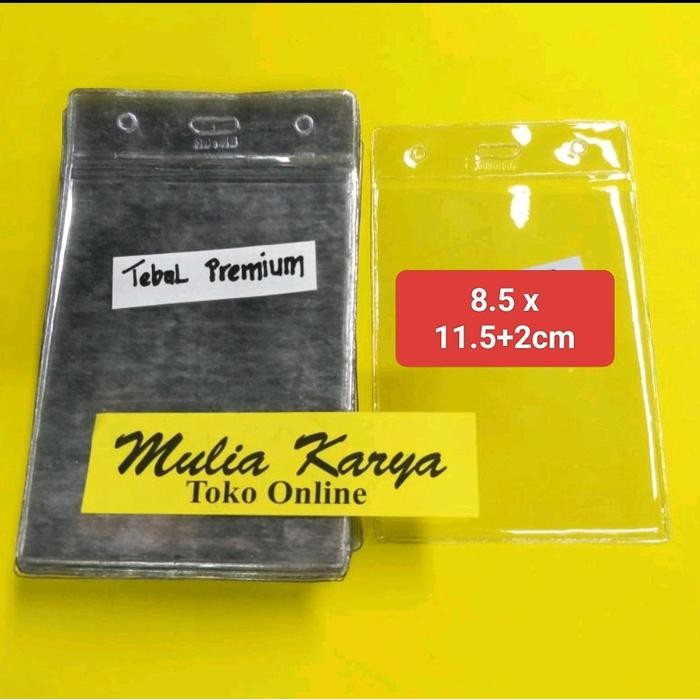 Tebal Premium
8.5 x
11.5+2cm
Mulia Karya
Toko Online